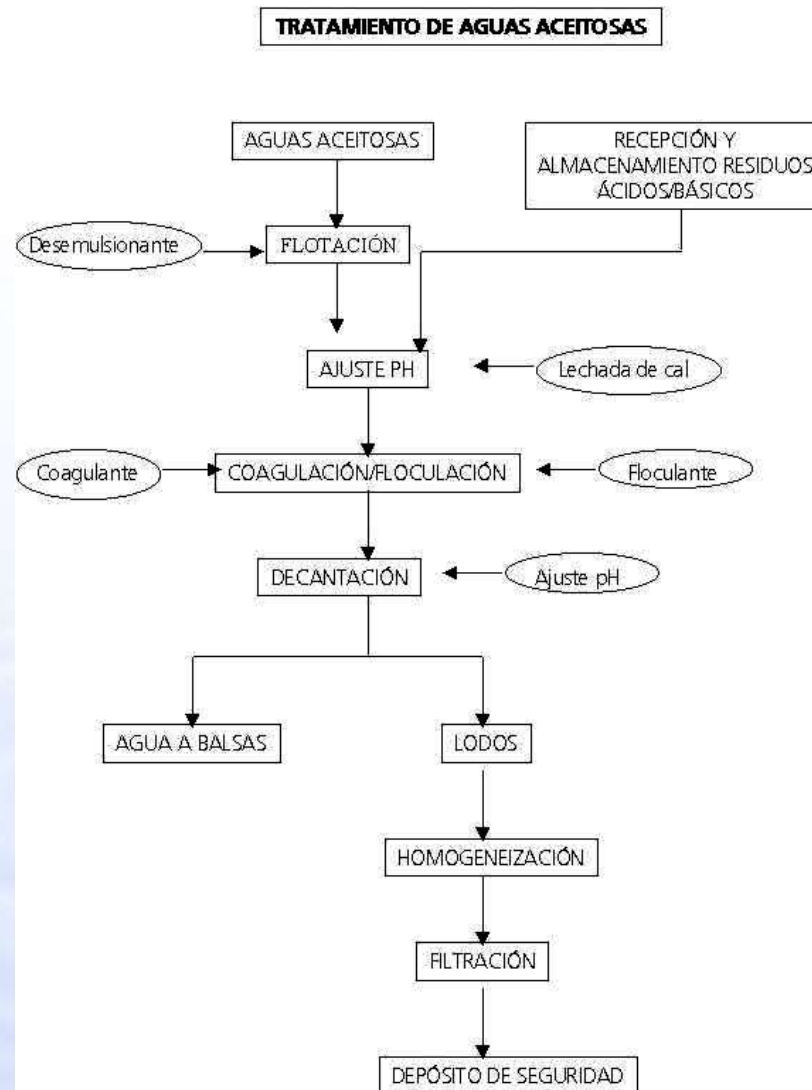 TRATAMIENTO DE AGUAS ACEITOSAS
AGUAS ACEITOSAS
RECEPCIÓN Y
ALMACENAMIENTO RESIDUOS
ÁCIDOS/BÁSICOS
Desemulsionante
FLOTACIÓN
AJUSTE PH
Lechada de cal
Coagulante
COAGULACIÓN/FLOCULACIÓN
Floculante
DECANTACIÓN
Ajuste pH
AGUA A BALSAS
LODOS
HOMOGENEIZACIÓN
FILTRACIÓN
DEPÓSITO DE SEGURIDAD